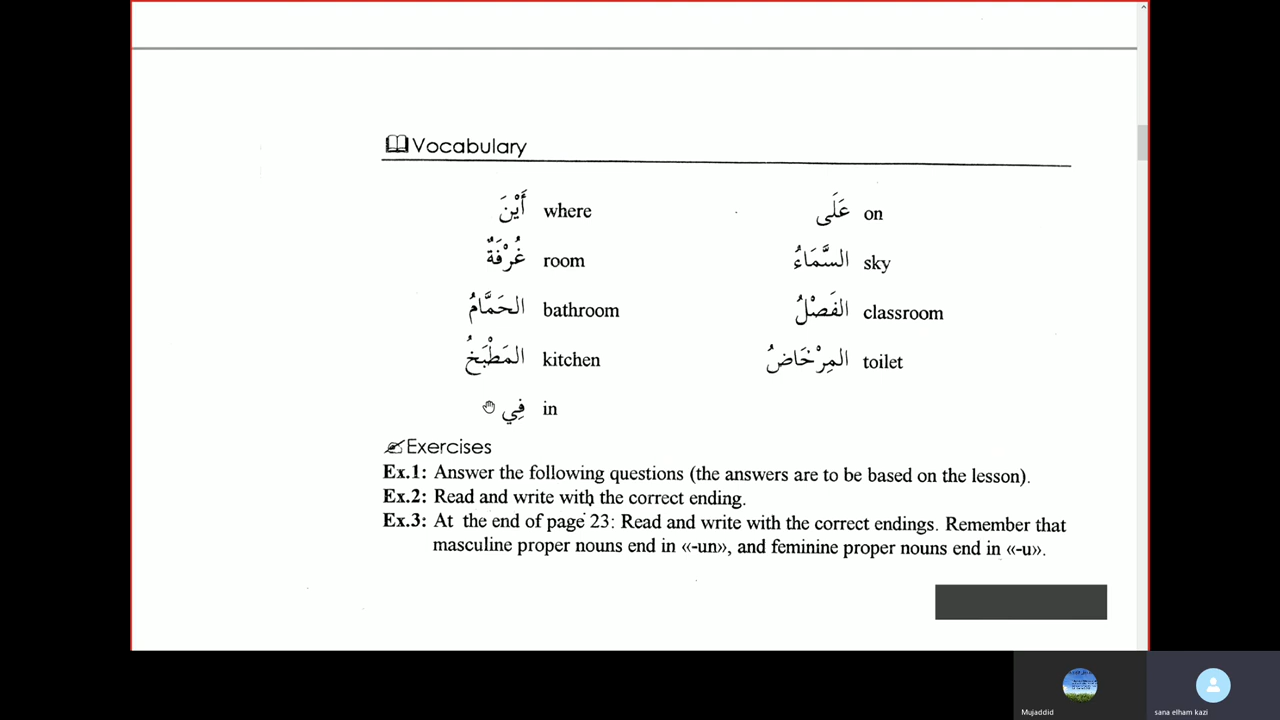 Vocabulary
أَيْنَ where عَلَى on
غُرْفَةٌ room السَّمَاءُ sky
الحَمَّامُ bathroom الفَصْلُ classroom
المَطْبَخُ kitchen المِرْحَاضُ toilet
فِي in
Exercises
Ex.1: Answer the following questions (the answers are to be based on the lesson).
Ex.2: Read and write with the correct ending.
Ex.3: At the end of page 23: Read and write with the correct endings. Remember that
masculine proper nouns end in «-un», and feminine proper nouns end in «-u».
Mujaddid
sana elham kazi